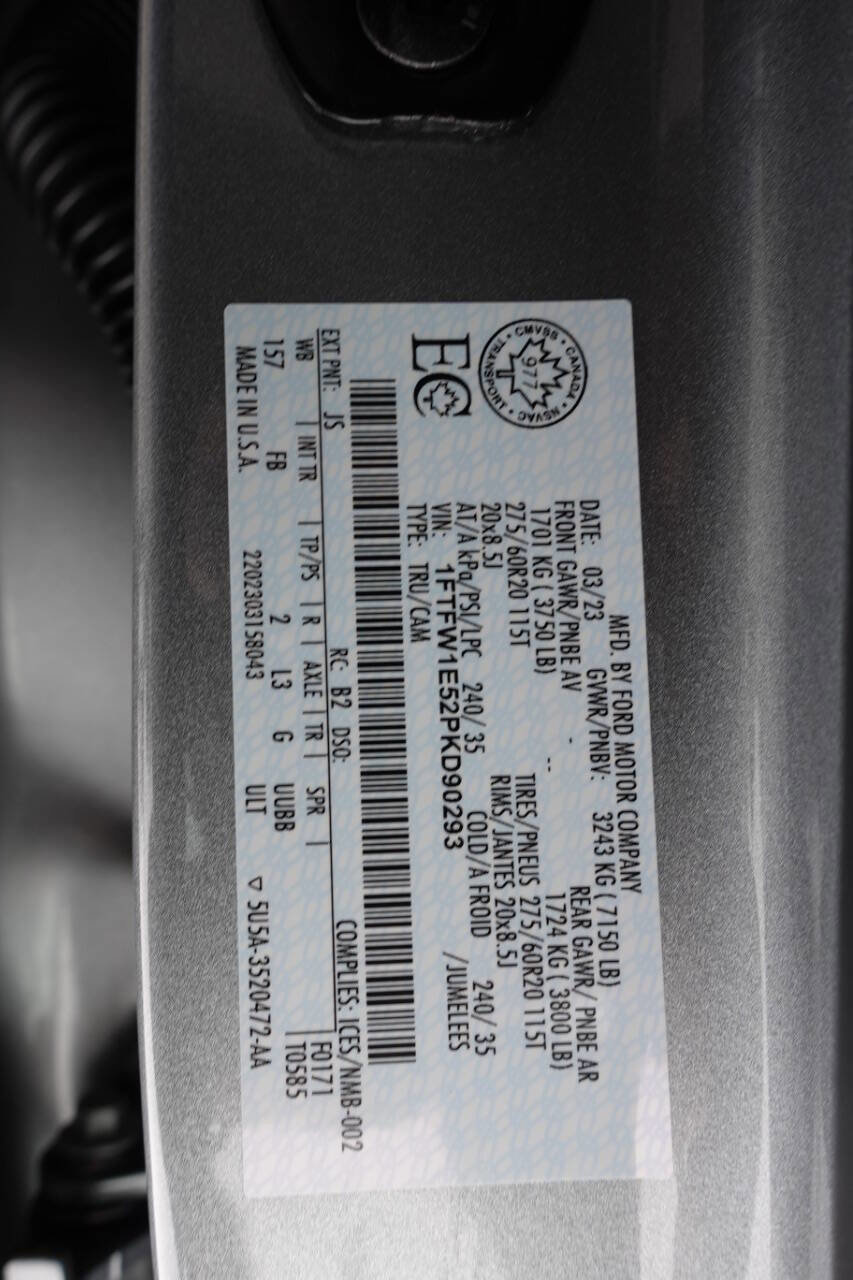 MFD. BY FORD MOTOR COMPANY
DATE: 03/23 GVWR/PNBV: 3243 KG ( 7150 LB)
FRONT GAWR/PNBE AV - REAR GAWR/ PNBE AR
1701 KG ( 3750 LB) -- 1724 KG ( 3800 LB)
275/60R20 115T TIRES/PNEUS 275/60R20 115T
20x8.5J RIMS/JANTES 20x8.5J
AT/A kPa/PSI/LPC 240/ 35 COLD/A FROID 240/ 35
VIN: 1FTFW1E52PKD90293 /JUMELEES
TYPE: TRU/CAM
CMVSS • CANADA • NSVAC • TRANSPORT •
977
EC
EXT PNT: JS RC: B2 DSO: COMPLIES: ICES/NMB-002
WB | INT TR | TP/PS | R | AXLE | TR | SPR | F0171
157 FB 2 L3 G UUBB T0585
MADE IN U.S.A. 2202303158043 ULT ▽ 5U5A-3520472-AA